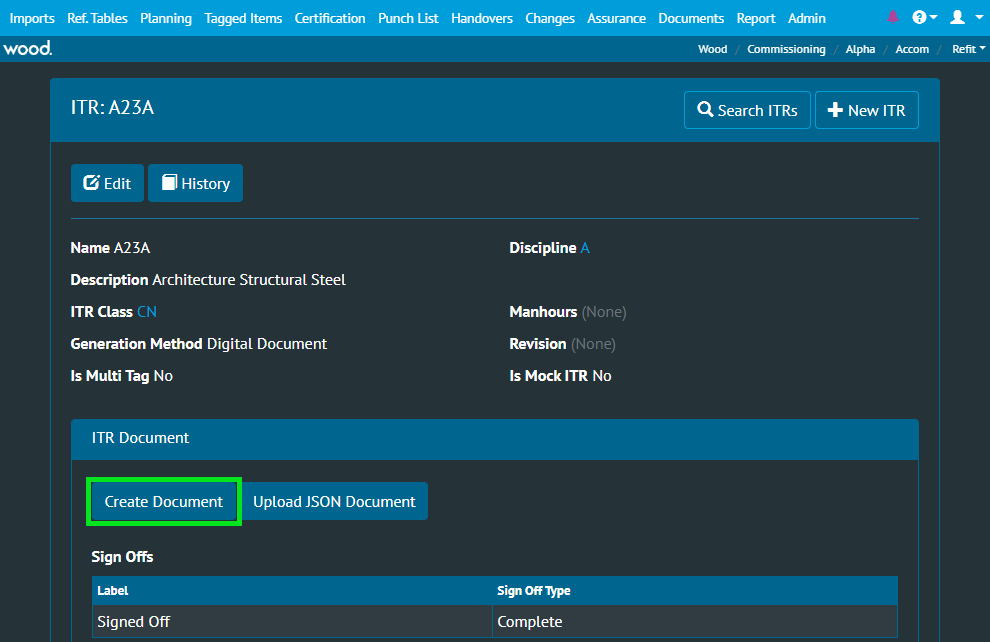 Imports Ref. Tables Planning Tagged Items Certification Punch List Handovers Changes Assurance Documents Report Admin
wood. Wood / Commissioning / Alpha / Accom / Refit
ITR: A23A Search ITRs New ITR
Edit History
Name A23A Discipline A
Description Architecture Structural Steel
ITR Class CN Manhours (None)
Generation Method Digital Document Revision (None)
Is Multi Tag No Is Mock ITR No
ITR Document
Create Document Upload JSON Document
Sign Offs
Label Sign Off Type
Signed Off Complete